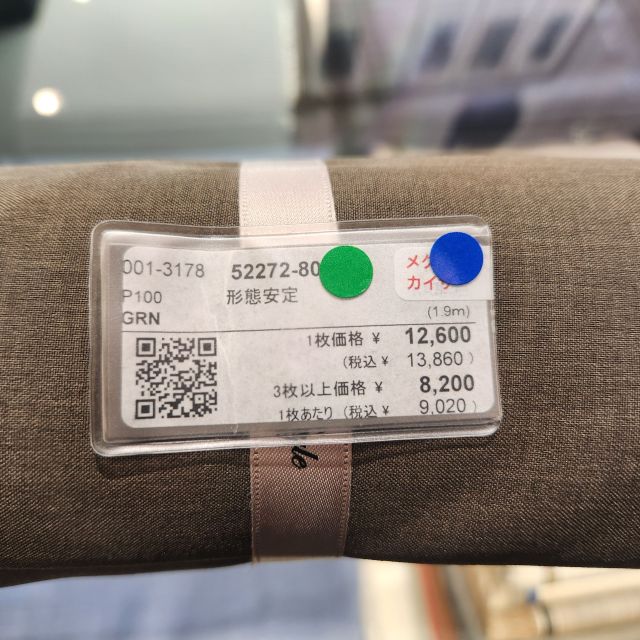 001-3178 52272-80
P100 形態安定
GRN (1.9m)
1枚価格 ¥ 12,600
(税込 ¥ 13,860)
3枚以上価格 ¥ 8,200
1枚あたり (税込 ¥ 9,020)